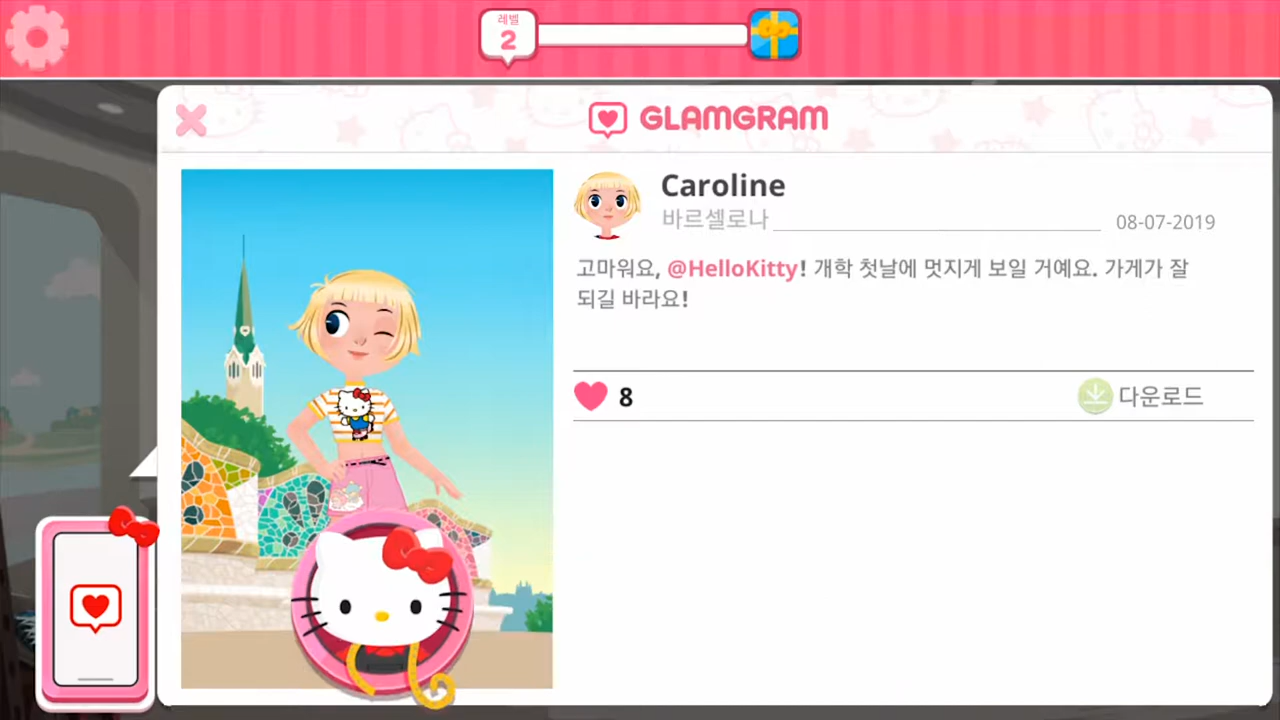 레벨
2
GLAMGRAM
Caroline
바르셀로나
08-07-2019
고마워요, @HelloKitty! 개학 첫날에 멋지게 보일 거예요. 가게가 잘
되길 바라요!
8
다운로드